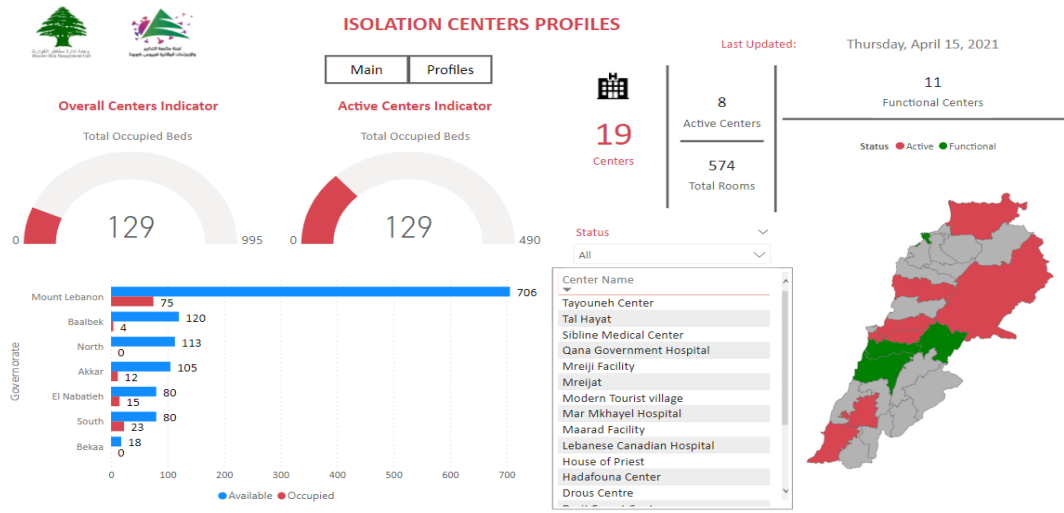 ISOLATION CENTERS PROFILES
Last Updated:
Thursday, April 15, 2021
Main
Profiles
Overall Centers Indicator
Total Occupied Beds
129
0
995
Active Centers Indicator
Total Occupied Beds
129
0
490
19
Centers
8
Active Centers
574
Total Rooms
11
Functional Centers
Status Active Functional
Status
All
Center Name
Tayouneh Center
Tal Hayat
Sibline Medical Center
Qana Government Hospital
Mreiji Facility
Mreijat
Modern Tourist village
Mar Mkhayel Hospital
Maarad Facility
Lebanese Canadian Hospital
House of Priest
Hadafouna Center
Drous Centre
Governorate
Mount Lebanon 706 75
Baalbek 120 4
North 113 0
Akkar 105 12
El Nabatieh 80 15
South 80 23
Bekaa 18 0
0 100 200 300 400 500 600 700
Available Occupied